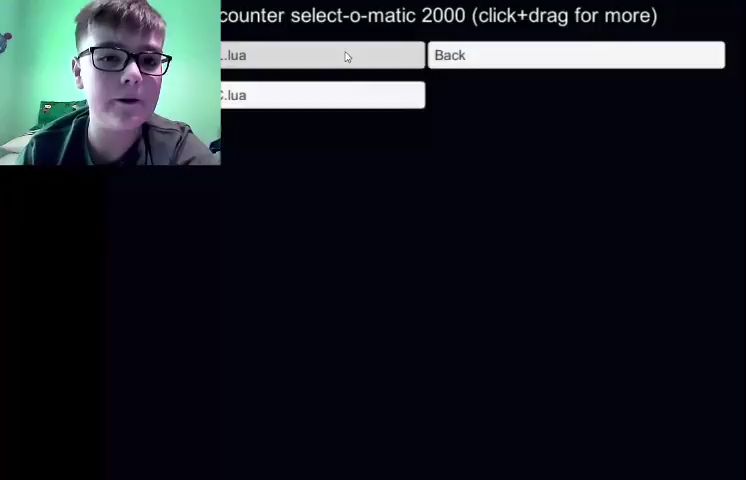 counter select-o-matic 2000 (click+drag for more)
.lua
Back
.lua